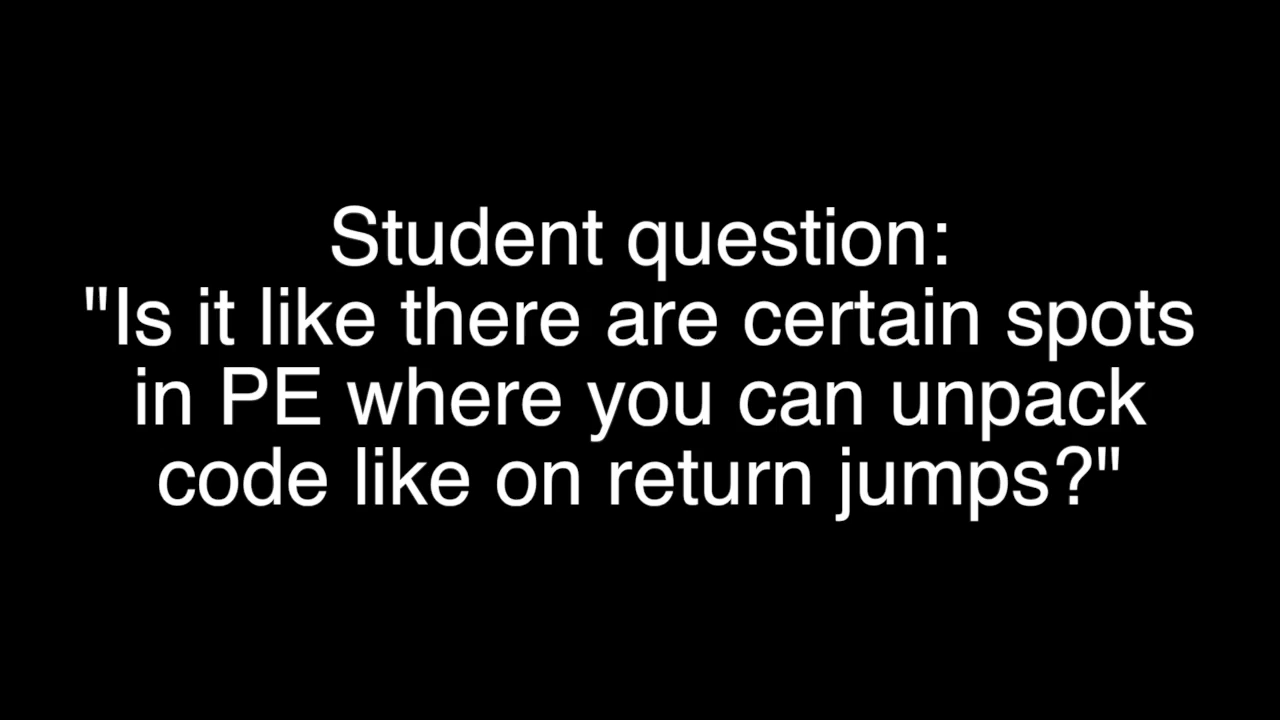 Student question:
"Is it like there are certain spots
in PE where you can unpack
code like on return jumps?"